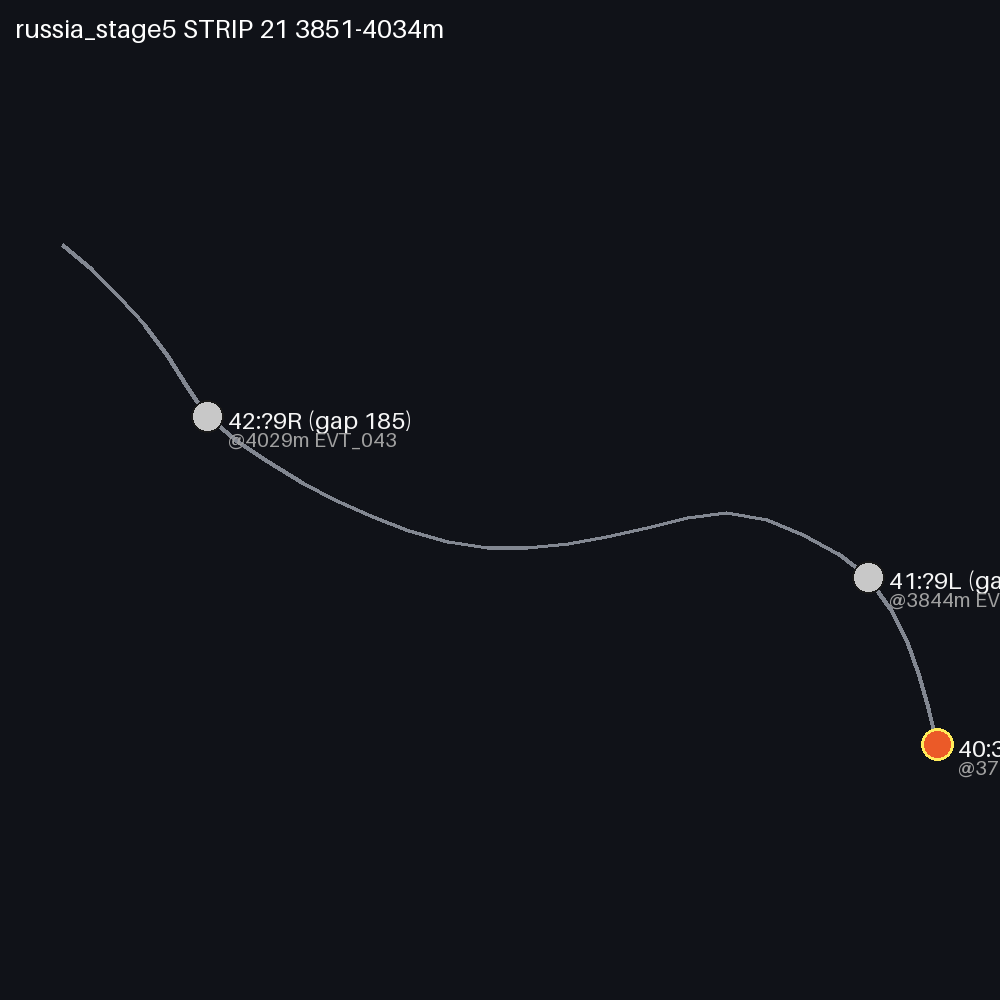 russia_stage5 STRIP 21 3851-4034m
42:?9R (gap 185)
@4029m EVT_043
41:?9L (ga
@3844m EV
40:3
@37